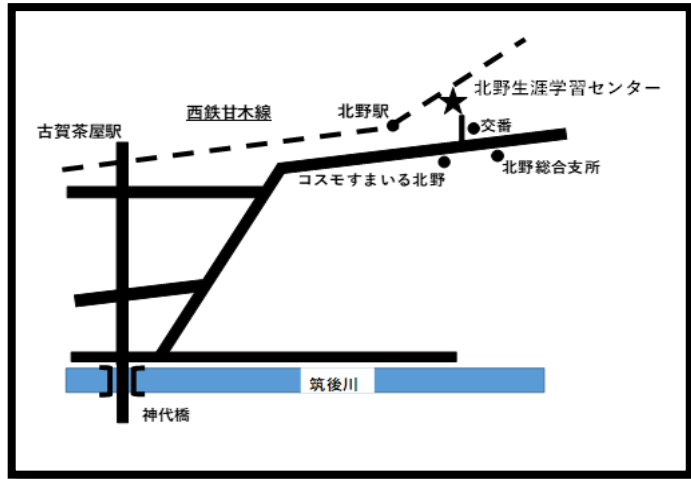 北野生涯学習センター
北野駅
西鉄甘木線
交番
古賀茶屋駅
北野総合支所
コスモすまいる北野
筑後川
神代橋